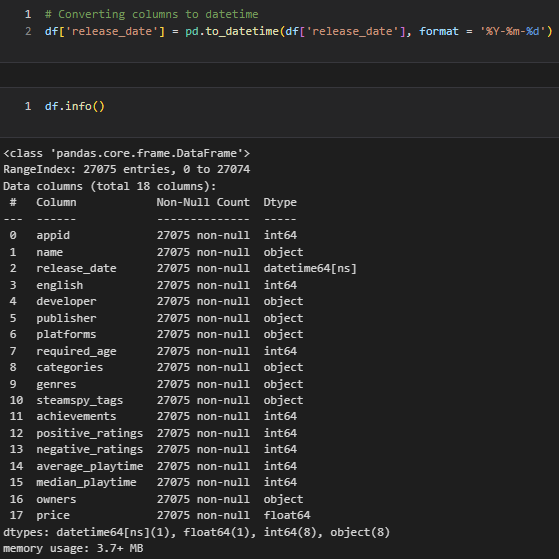 1 # Converting columns to datetime
2 df['release_date'] = pd.to_datetime(df['release_date'], format = '%Y-%m-%d')
1 df.info()
<class 'pandas.core.frame.DataFrame'>
RangeIndex: 27075 entries, 0 to 27074
Data columns (total 18 columns):
 #   Column            Non-Null Count  Dtype
---  ------            --------------  -----
 0   appid             27075 non-null  int64
 1   name              27075 non-null  object
 2   release_date      27075 non-null  datetime64[ns]
 3   english           27075 non-null  int64
 4   developer         27075 non-null  object
 5   publisher         27075 non-null  object
 6   platforms         27075 non-null  object
 7   required_age      27075 non-null  int64
 8   categories        27075 non-null  object
 9   genres            27075 non-null  object
 10  steamspy_tags     27075 non-null  object
 11  achievements      27075 non-null  int64
 12  positive_ratings  27075 non-null  int64
 13  negative_ratings  27075 non-null  int64
 14  average_playtime  27075 non-null  int64
 15  median_playtime   27075 non-null  int64
 16  owners            27075 non-null  object
 17  price             27075 non-null  float64
dtypes: datetime64[ns](1), float64(1), int64(8), object(8)
memory usage: 3.7+ MB